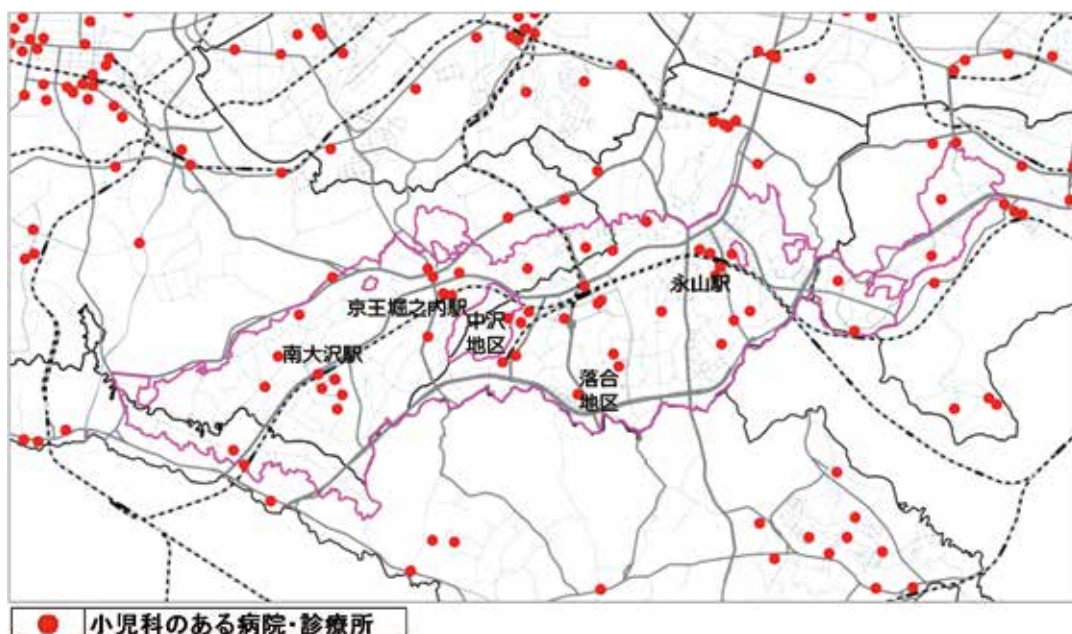 永山駅
京王堀之内駅
中沢
地区
南大沢駅
落合
地区
小児科のある病院・診療所